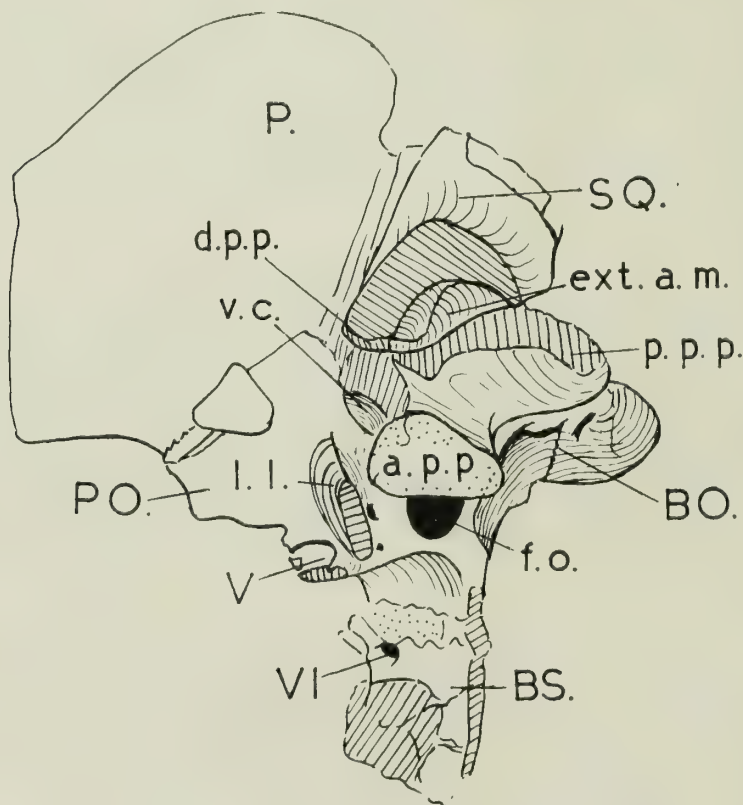 P.
SQ.
d.p.p.
ext. a. m.
v.c.
p. p. p.
a. p. p
l. l.
PO.
BO.
f. o.
V
VI
BS.